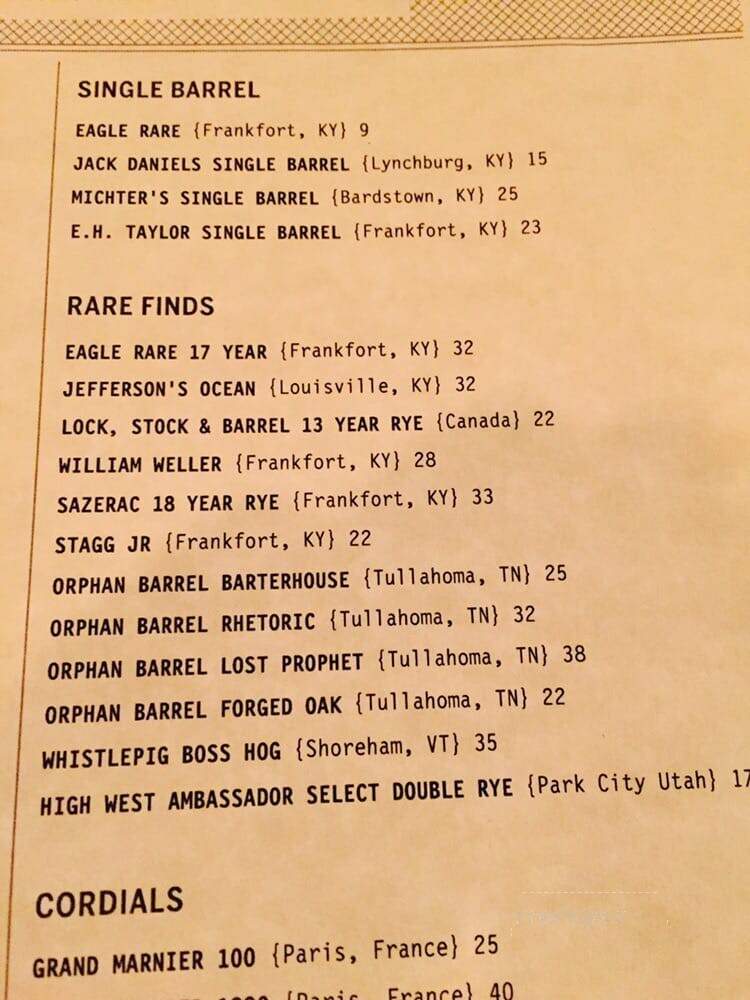 SINGLE BARREL
EAGLE RARE {Frankfort, KY} 9
JACK DANIELS SINGLE BARREL {Lynchburg, KY} 15
MICHTER'S SINGLE BARREL {Bardstown, KY} 25
E.H. TAYLOR SINGLE BARREL {Frankfort, KY} 23
RARE FINDS
EAGLE RARE 17 YEAR {Frankfort, KY} 32
JEFFERSON'S OCEAN {Louisville, KY} 32
LOCK, STOCK & BARREL 13 YEAR RYE {Canada} 22
WILLIAM WELLER {Frankfort, KY} 28
SAZERAC 18 YEAR RYE {Frankfort, KY} 33
STAGG JR {Frankfort, KY} 22
ORPHAN BARREL BARTERHOUSE {Tullahoma, TN} 25
ORPHAN BARREL RHETORIC {Tullahoma, TN} 32
ORPHAN BARREL LOST PROPHET {Tullahoma, TN} 38
ORPHAN BARREL FORGED OAK {Tullahoma, TN} 22
WHISTLEPIG BOSS HOG {Shoreham, VT} 35
HIGH WEST AMBASSADOR SELECT DOUBLE RYE {Park City Utah} 17
CORDIALS
GRAND MARNIER 100 {Paris, France} 25
{Paris, France} 40